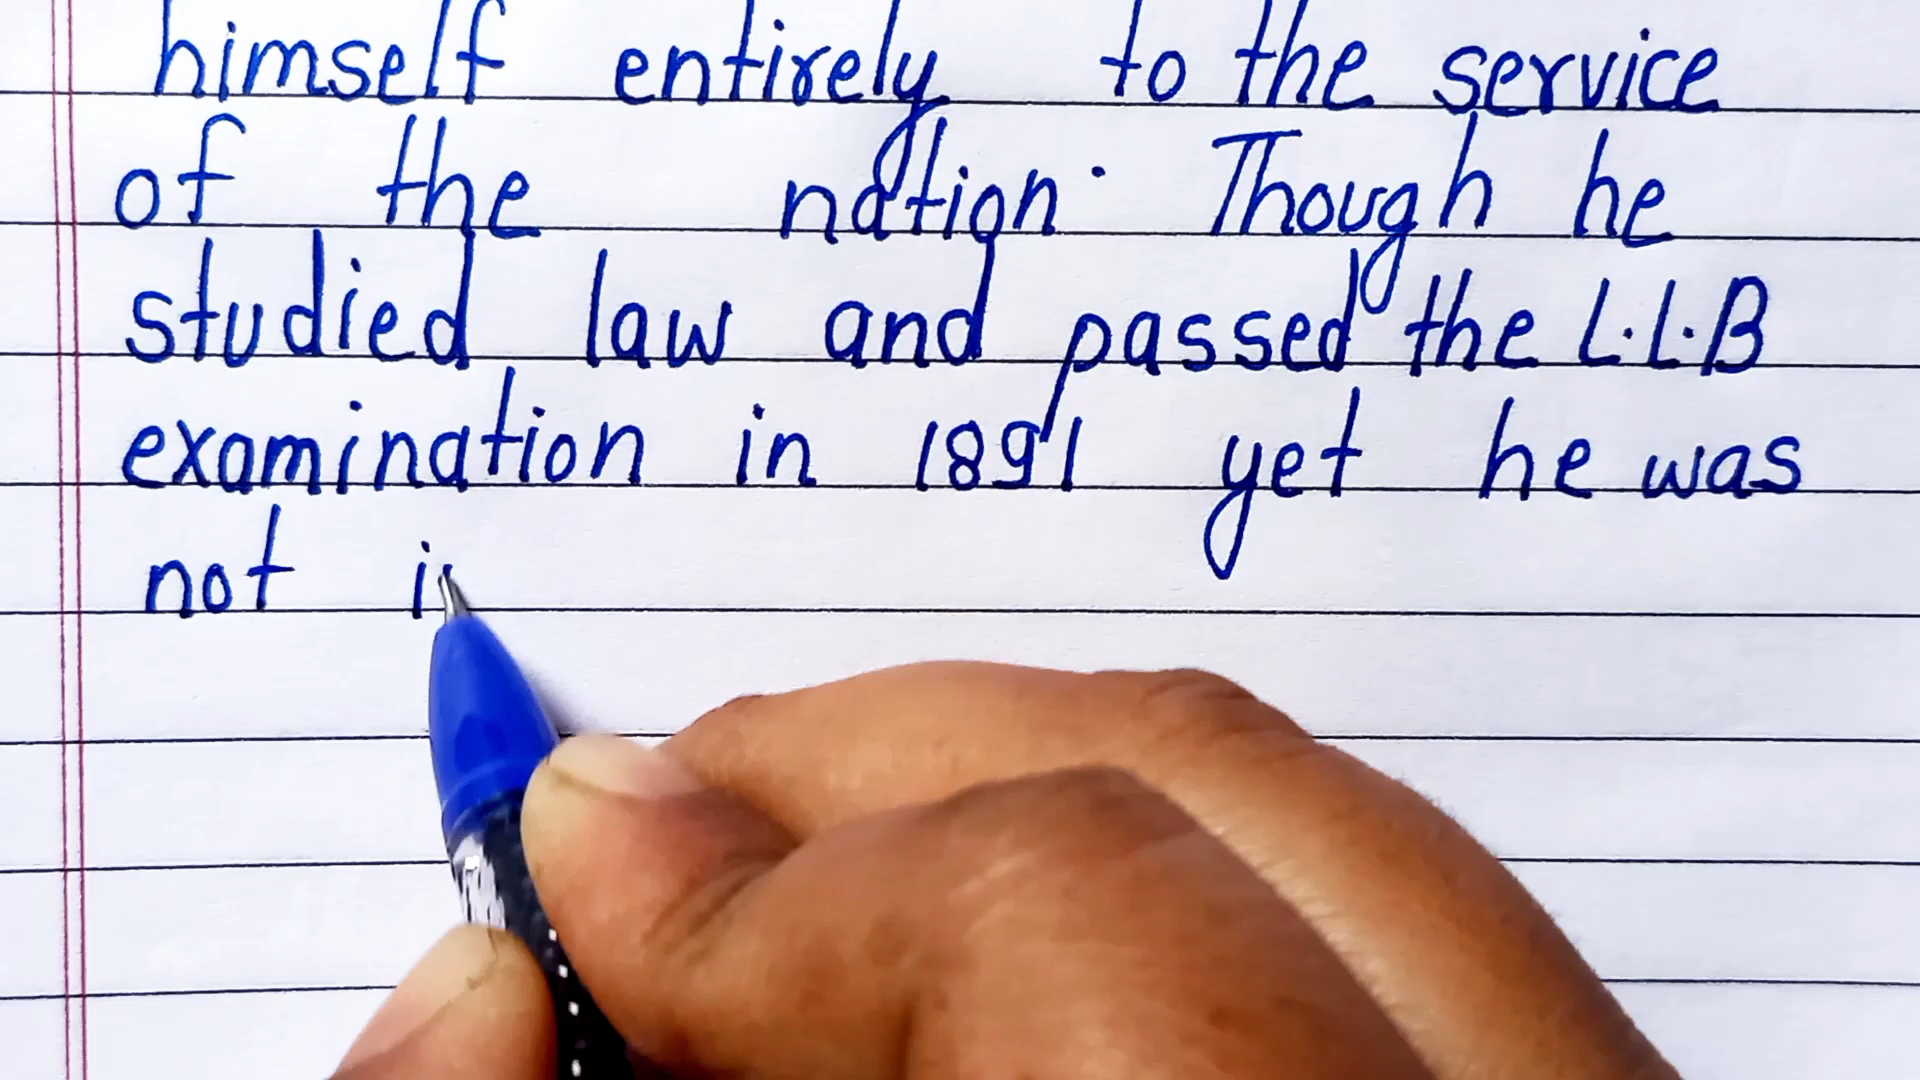 himself entirely to the service
of the nation. Though he
studied law and passed the L.L.B
examination in 1891 yet he was
not